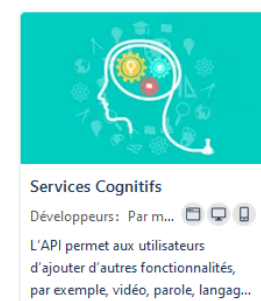 Services Cognitifs
Développeurs: Par m...
L'API permet aux utilisateurs
d'ajouter d'autres fonctionnalités,
par exemple, vidéo, parole, langag...